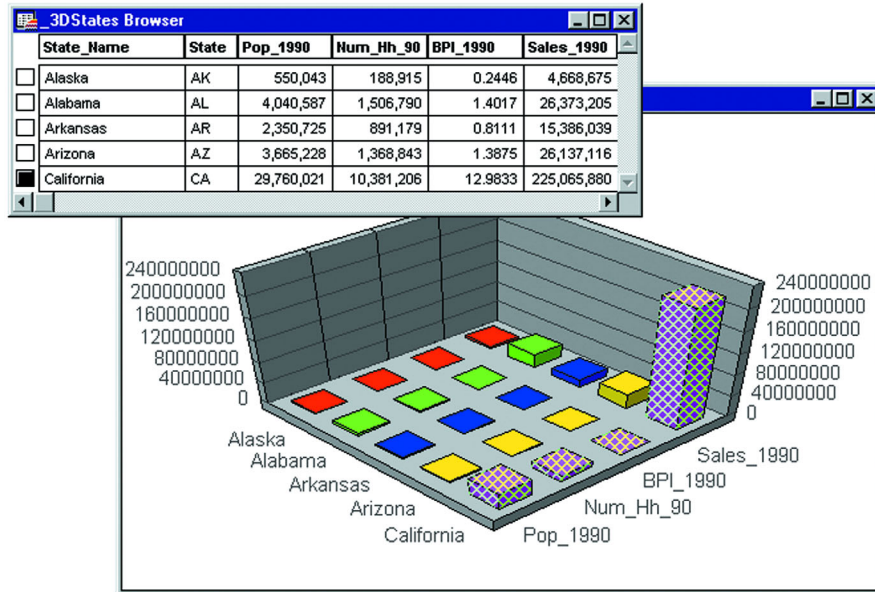 _3DStates Browser
State_Name State Pop_1990 Num_Hh_90 BPI_1990 Sales_1990
Alaska AK 550,043 188,915 0.2446 4,668,675
Alabama AL 4,040,587 1,506,790 1.4017 26,373,205
Arkansas AR 2,350,725 891,179 0.8111 15,386,039
Arizona AZ 3,665,228 1,368,843 1.3875 26,137,116
California CA 29,760,021 10,381,206 12.9833 225,065,880
240000000
200000000
160000000
120000000
80000000
40000000
0
240000000
200000000
160000000
120000000
80000000
40000000
0
Alaska
Alabama
Arkansas
Arizona
California
Sales_1990
BPI_1990
Num_Hh_90
Pop_1990